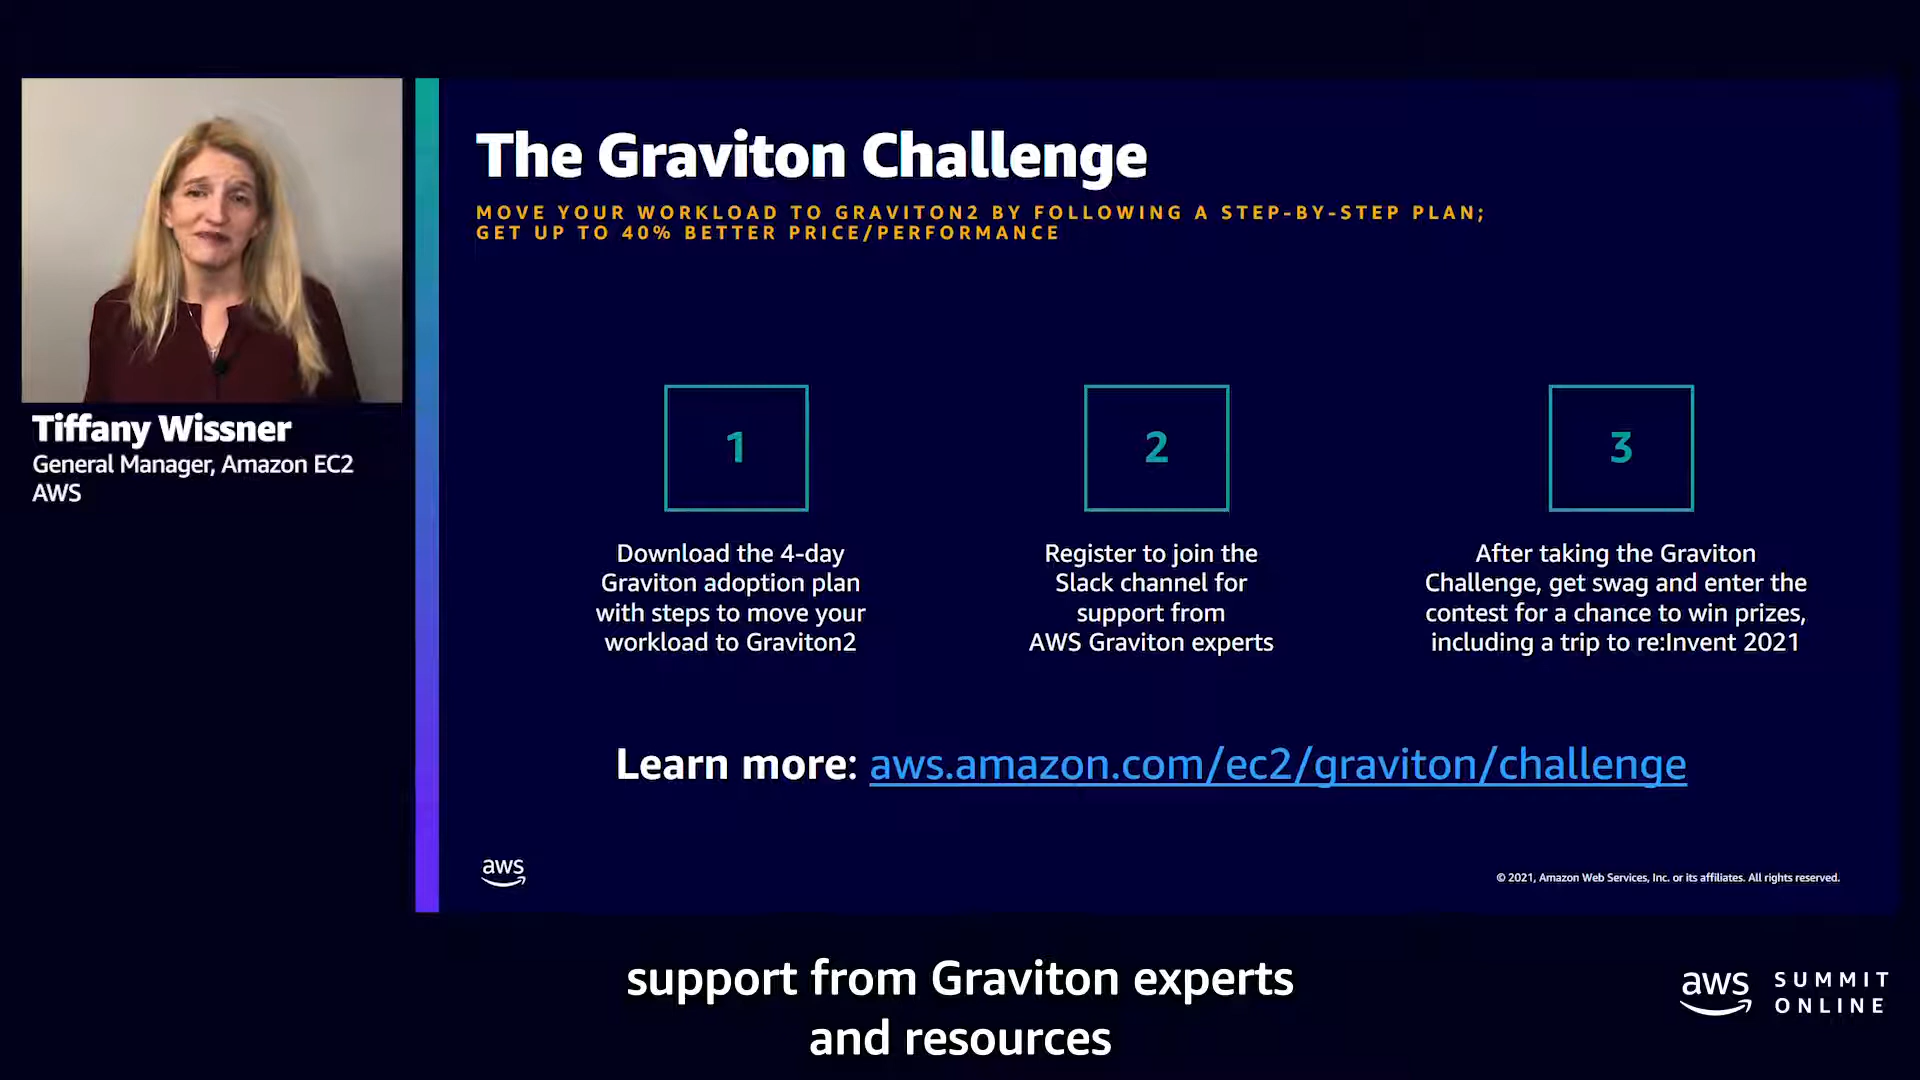 Tiffany Wissner
General Manager, Amazon EC2
AWS
The Graviton Challenge
MOVE YOUR WORKLOAD TO GRAVITON2 BY FOLLOWING A STEP-BY-STEP PLAN;
GET UP TO 40% BETTER PRICE/PERFORMANCE
1
Download the 4-day
Graviton adoption plan
with steps to move your
workload to Graviton2
2
Register to join the
Slack channel for
support from
AWS Graviton experts
3
After taking the Graviton
Challenge, get swag and enter the
contest for a chance to win prizes,
including a trip to re:Invent 2021
Learn more: aws.amazon.com/ec2/graviton/challenge
aws
© 2021, Amazon Web Services, Inc. or its affiliates. All rights reserved.
support from Graviton experts
and resources
aws SUMMIT
ONLINE